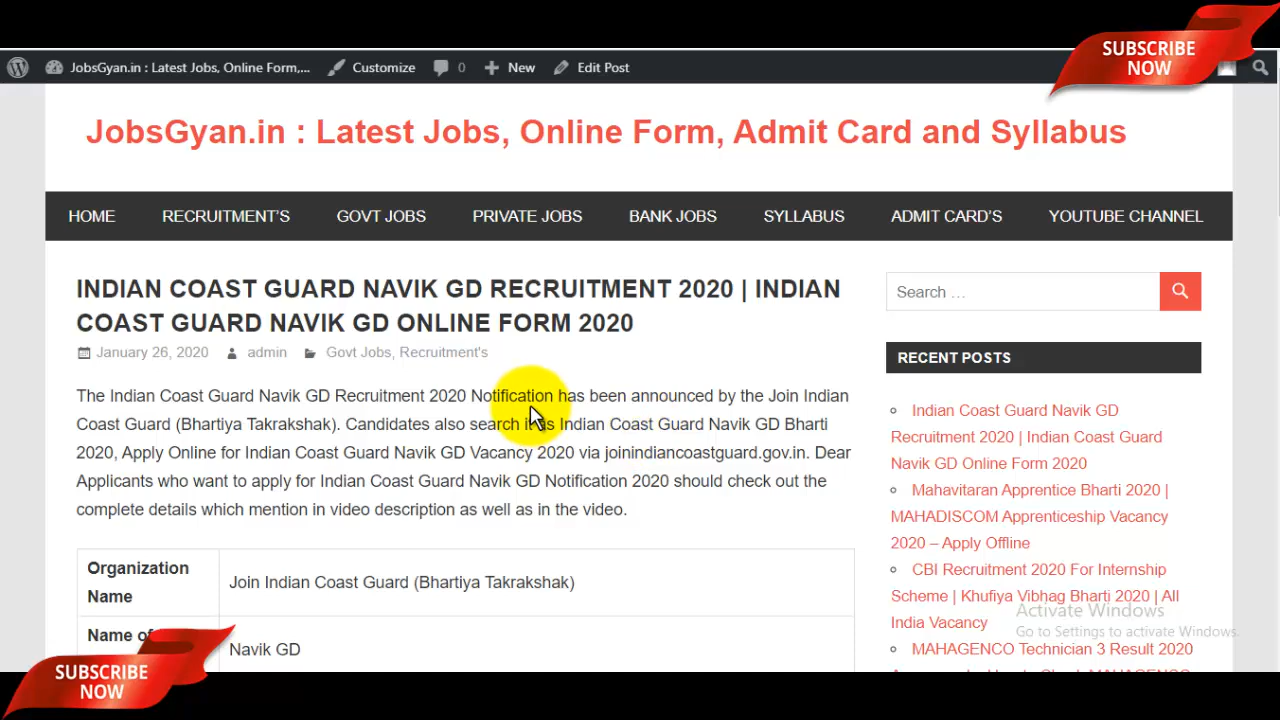 SUBSCRIBE
NOW
JobsGyan.in : Latest Jobs, Online Form,...
Customize
0
New
Edit Post
JobsGyan.in : Latest Jobs, Online Form, Admit Card and Syllabus
HOME
RECRUITMENT'S
GOVT JOBS
PRIVATE JOBS
BANK JOBS
SYLLABUS
ADMIT CARD'S
YOUTUBE CHANNEL
INDIAN COAST GUARD NAVIK GD RECRUITMENT 2020 | INDIAN
COAST GUARD NAVIK GD ONLINE FORM 2020
January 26, 2020 admin Govt Jobs, Recruitment's
The Indian Coast Guard Navik GD Recruitment 2020 Notification has been announced by the Join Indian
Coast Guard (Bhartiya Takrakshak). Candidates also search it as Indian Coast Guard Navik GD Bharti
2020, Apply Online for Indian Coast Guard Navik GD Vacancy 2020 via joinindiancoastguard.gov.in. Dear
Applicants who want to apply for Indian Coast Guard Navik GD Notification 2020 should check out the
complete details which mention in video description as well as in the video.
Organization
Name
Join Indian Coast Guard (Bhartiya Takrakshak)
Name of
Navik GD
Search …
RECENT POSTS
Indian Coast Guard Navik GD
Recruitment 2020 | Indian Coast Guard
Navik GD Online Form 2020
Mahavitaran Apprentice Bharti 2020 |
MAHADISCOM Apprenticeship Vacancy
2020 – Apply Offline
CBI Recruitment 2020 For Internship
Scheme | Khufiya Vibhag Bharti 2020 | All
India Vacancy
MAHAGENCO Technician 3 Result 2020
Activate Windows
Go to Settings to activate Windows.
SUBSCRIBE
NOW